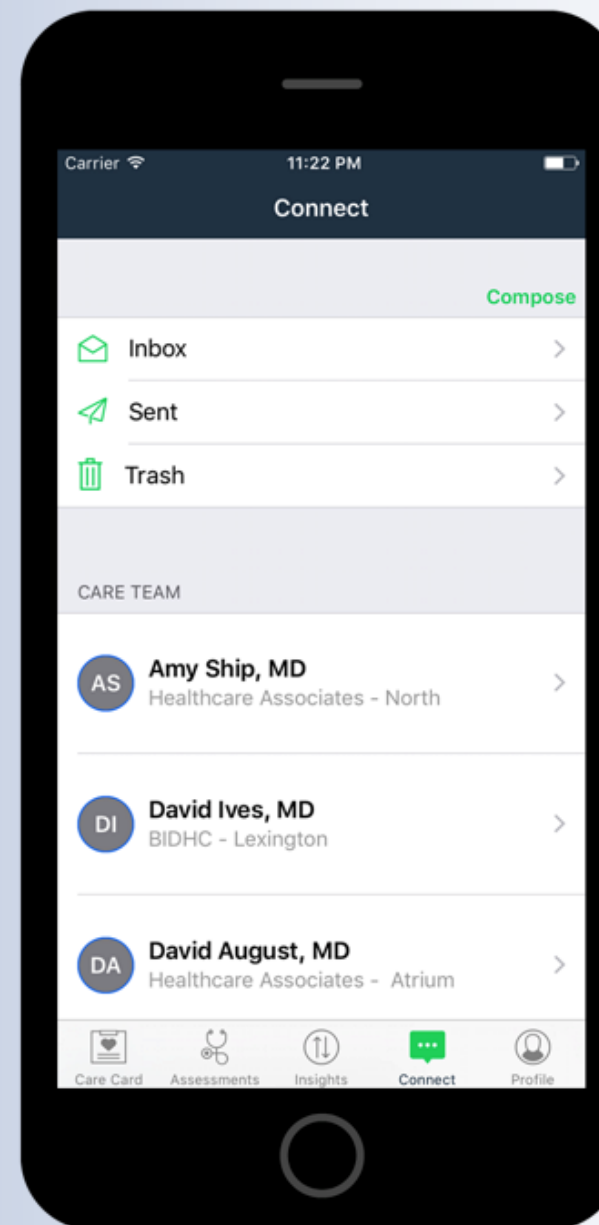 Carrier 11:22 PM
Connect
Compose
Inbox
Sent
Trash
CARE TEAM
AS
Amy Ship, MD
Healthcare Associates - North
DI
David Ives, MD
BIDHC - Lexington
DA
David August, MD
Healthcare Associates - Atrium
Care Card Assessments Insights Connect Profile